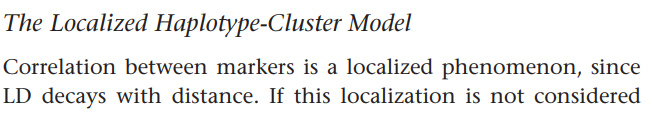 The Localized Haplotype-Cluster Model
Correlation between markers is a localized phenomenon, since
LD decays with distance. If this localization is not considered